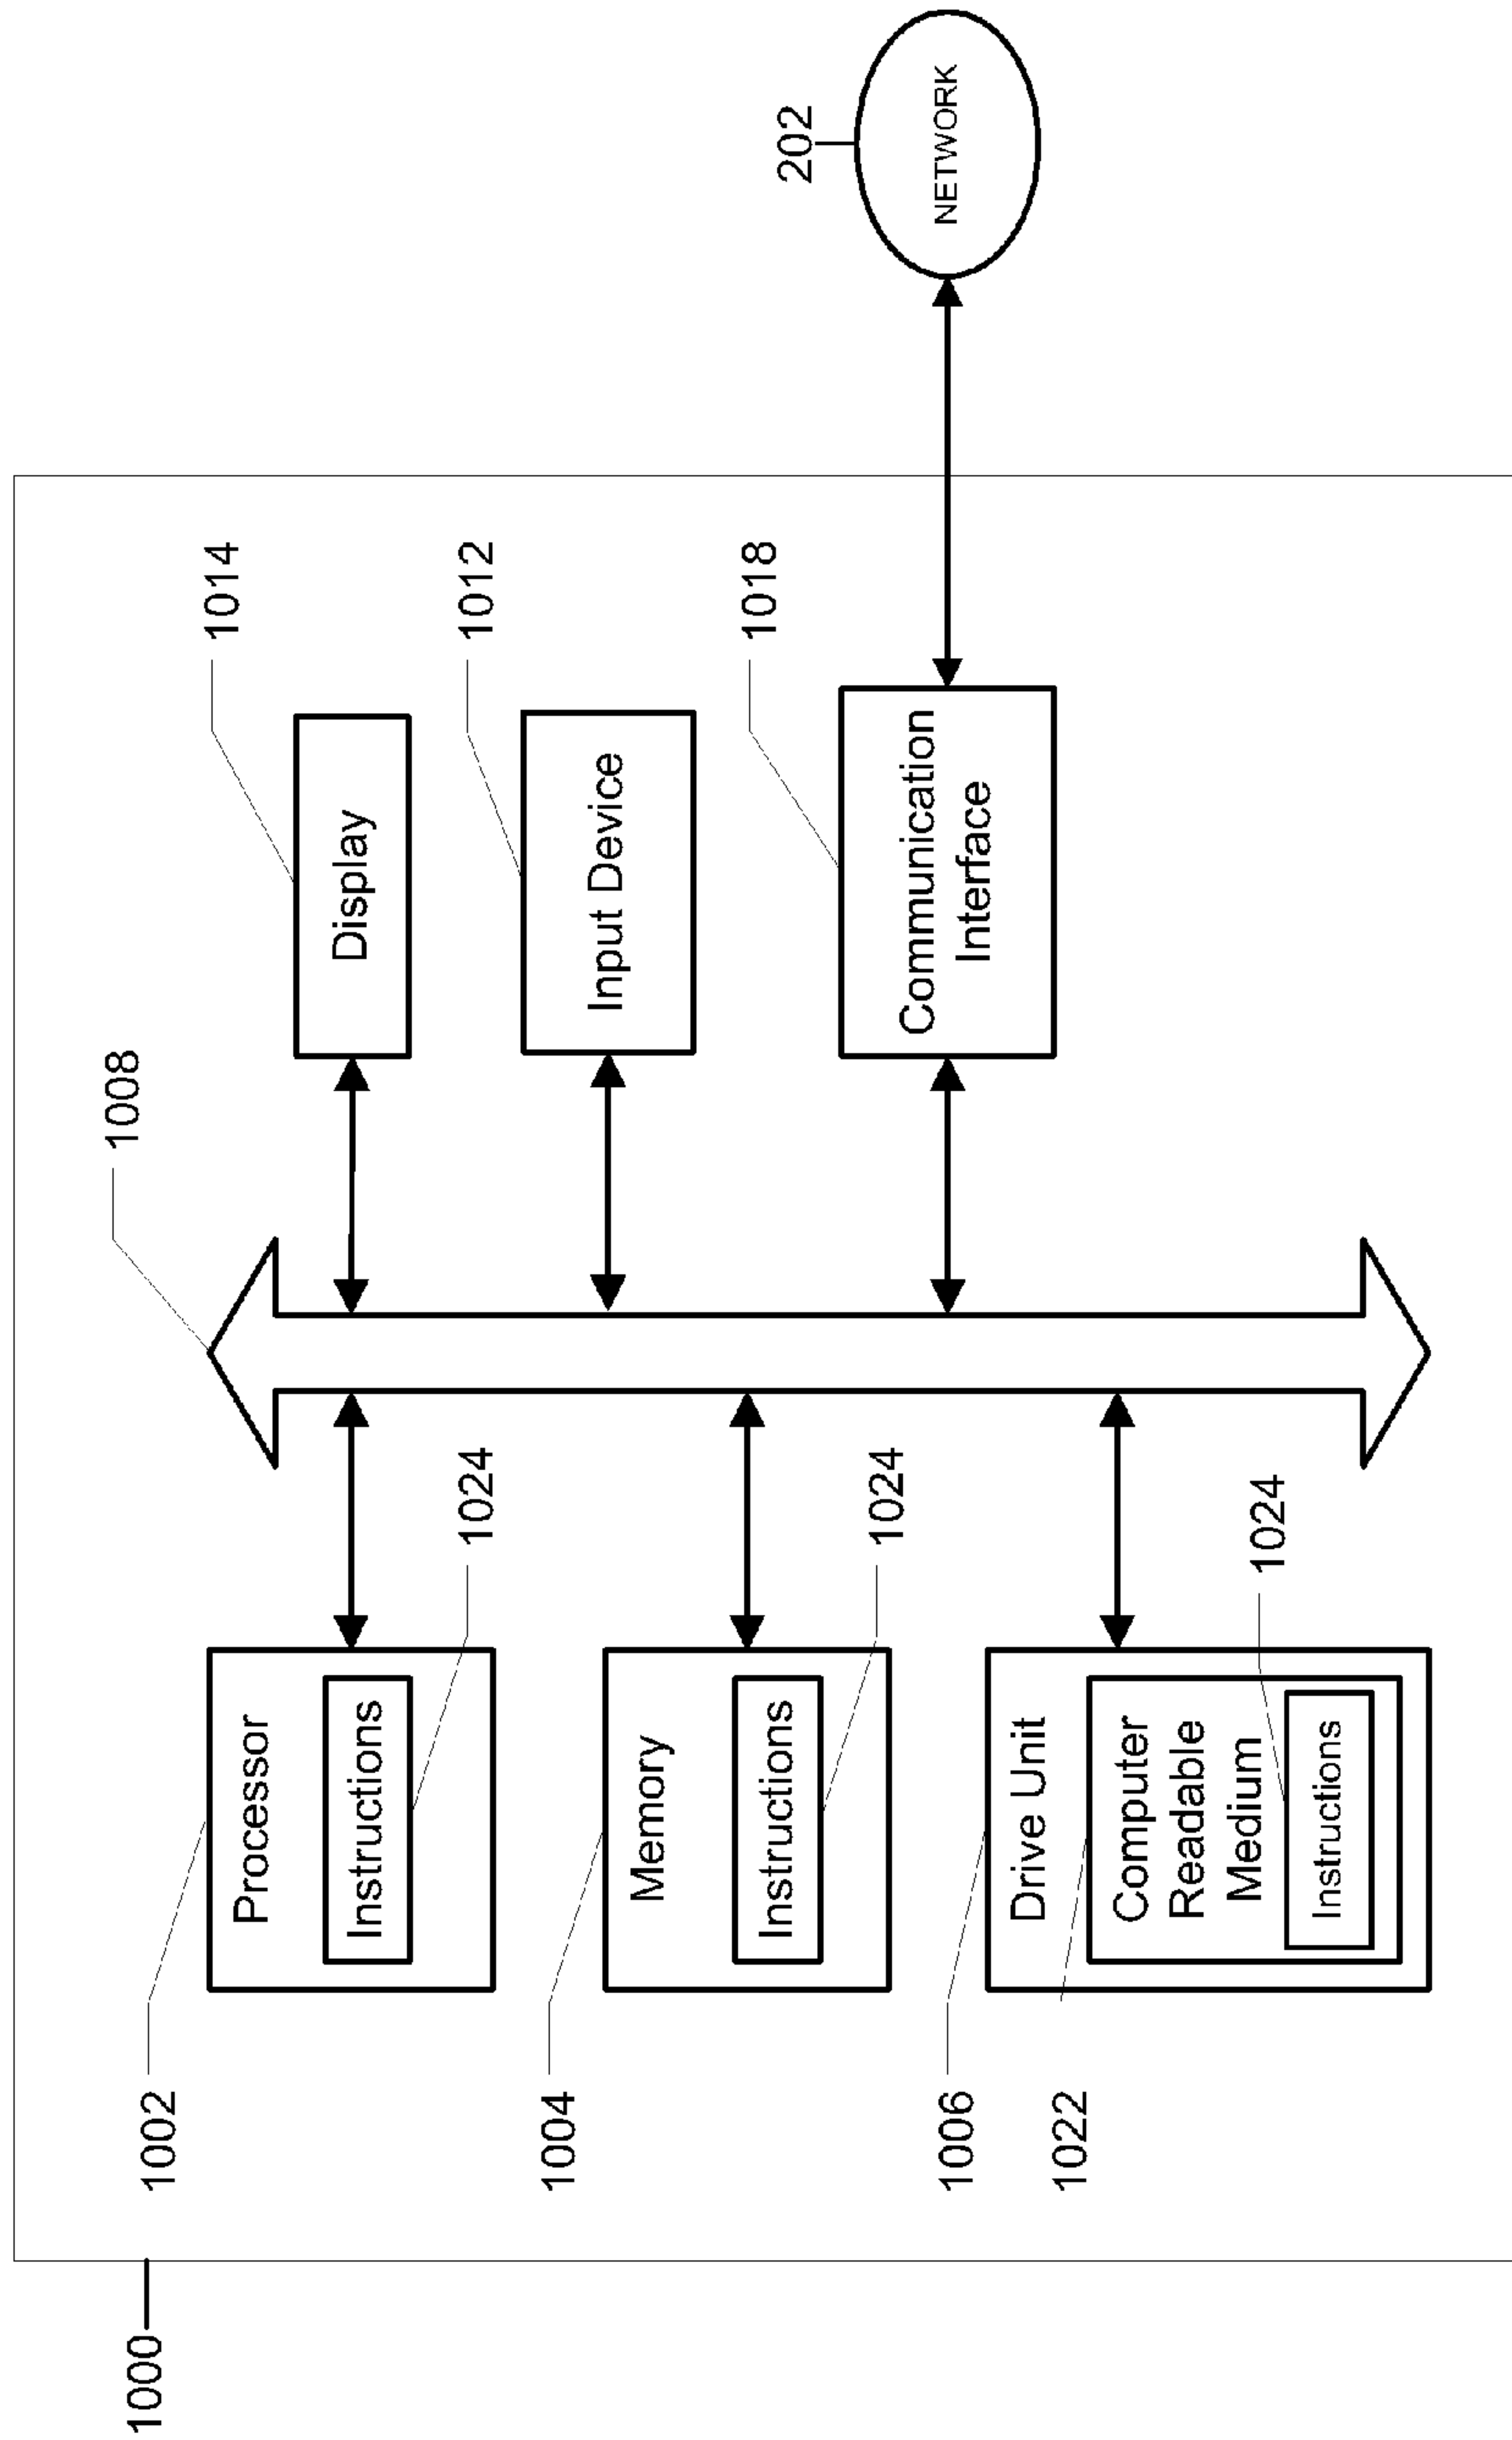 1000
1002
Processor
Instructions
1024
1004
Memory
Instructions
1024
1006
1022
Drive Unit
Computer
Readable
Medium
Instructions
1024
1008
1014
Display
1012
Input Device
1018
Communication
Interface
202
NETWORK